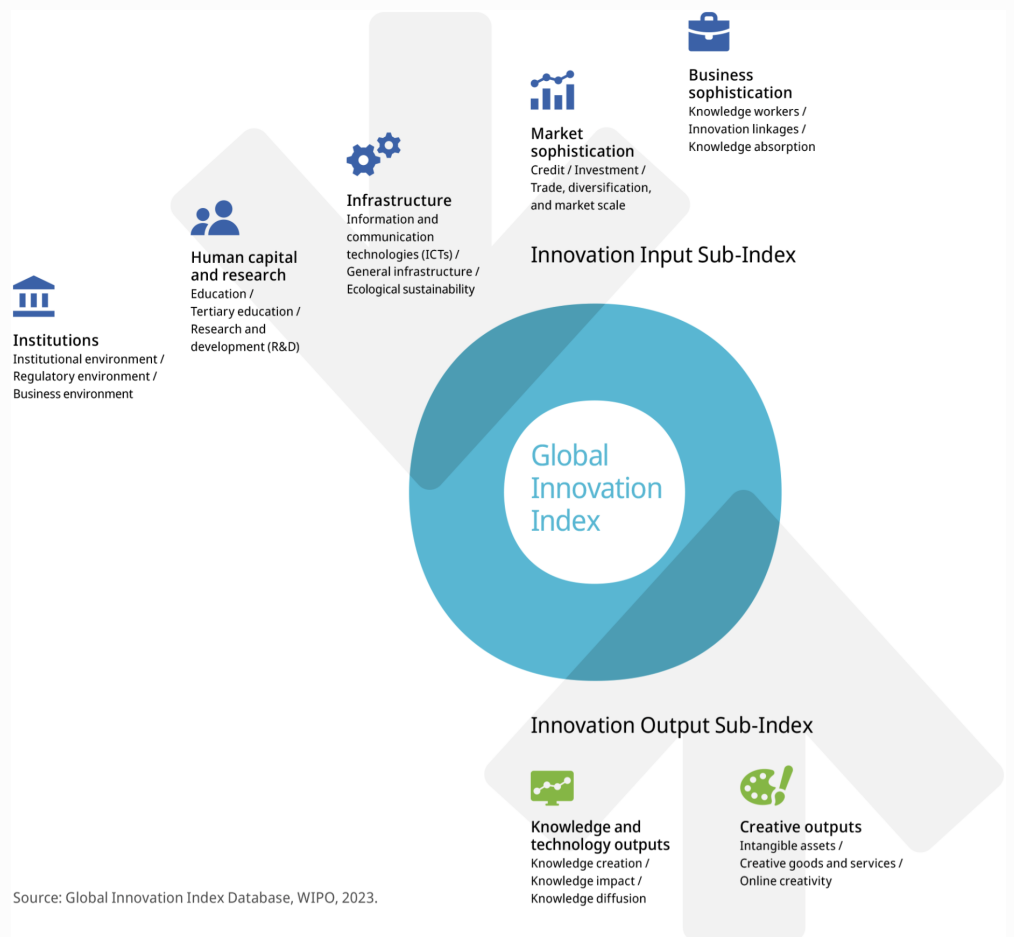 Business
sophistication
Knowledge workers /
Innovation linkages /
Knowledge absorption
Market
sophistication
Credit / Investment /
Trade, diversification,
and market scale
Infrastructure
Information and
communication
technologies (ICTs) /
General infrastructure /
Ecological sustainability
Human capital
and research
Education /
Tertiary education /
Research and
development (R&D)
Institutions
Institutional environment /
Regulatory environment /
Business environment
Innovation Input Sub-Index
Global
Innovation
Index
Innovation Output Sub-Index
Knowledge and
technology outputs
Knowledge creation /
Knowledge impact /
Knowledge diffusion
Creative outputs
Intangible assets /
Creative goods and services /
Online creativity
Source: Global Innovation Index Database, WIPO, 2023.